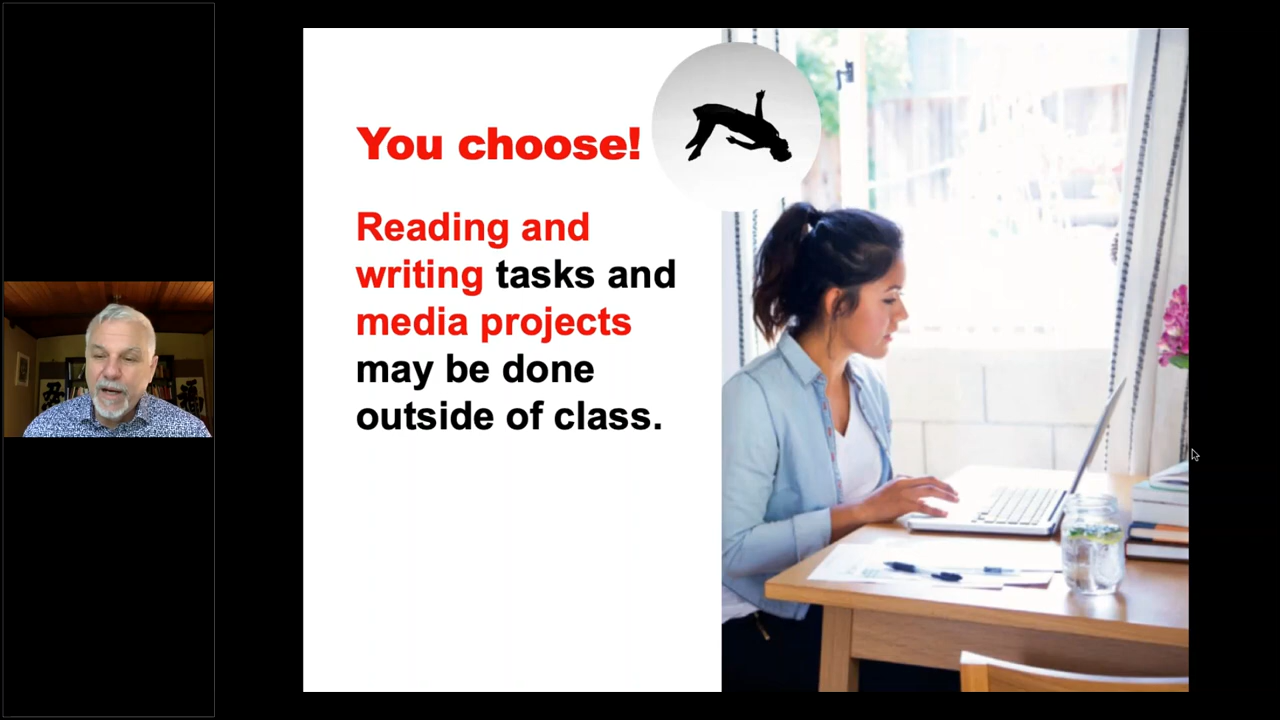 You choose!
Reading and
writing tasks and
media projects
may be done
outside of class.